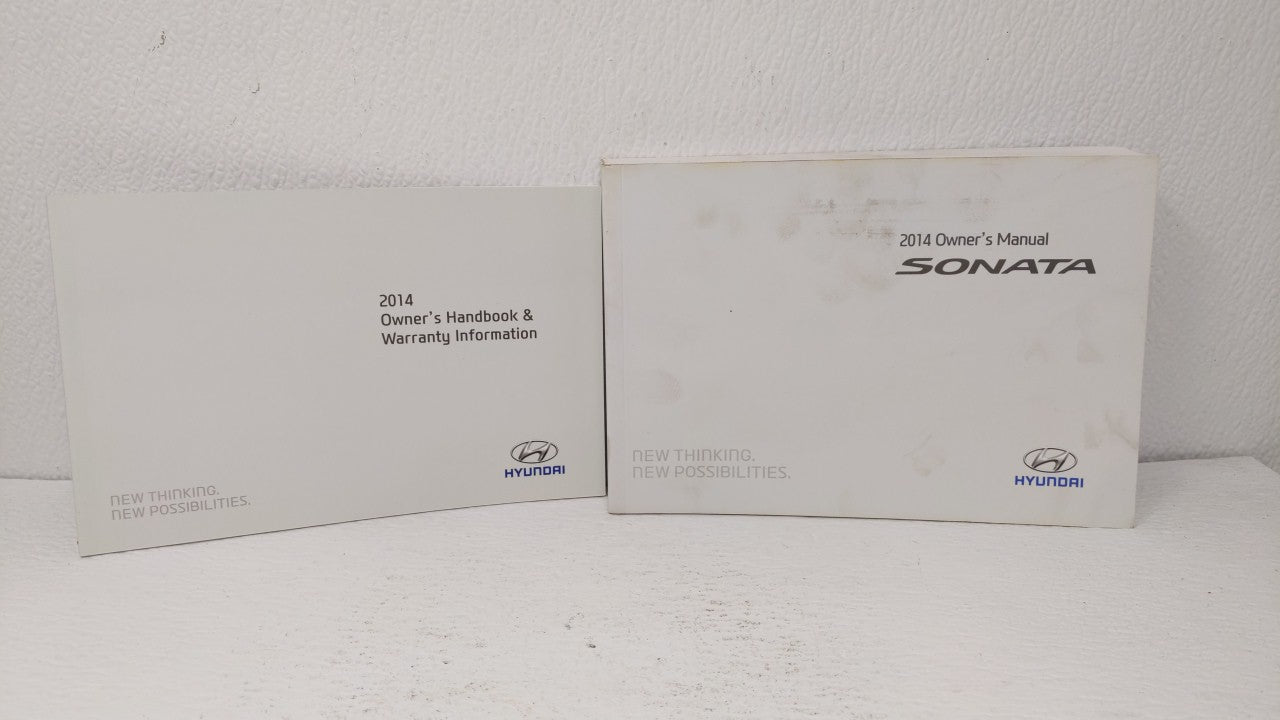 2014
Owner's Handbook &
Warranty Information
HYUNDAI
NEW THINKING.
NEW POSSIBILITIES.
2014 Owner's Manual
SONATA
NEW THINKING.
NEW POSSIBILITIES.
HYUNDAI